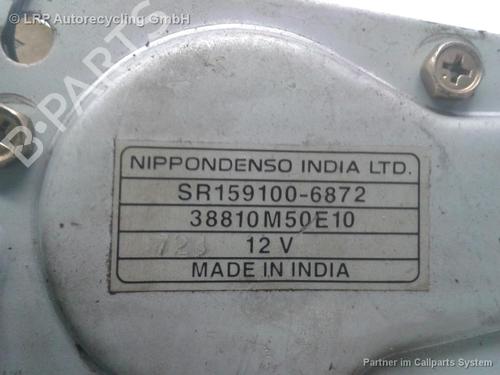 © LRP Autorecycling GmbH
B-PARTS
NIPPONDENSO INDIA LTD.
SR159100-6872
38810M50E10
12 V
MADE IN INDIA
Partner im Callparts System